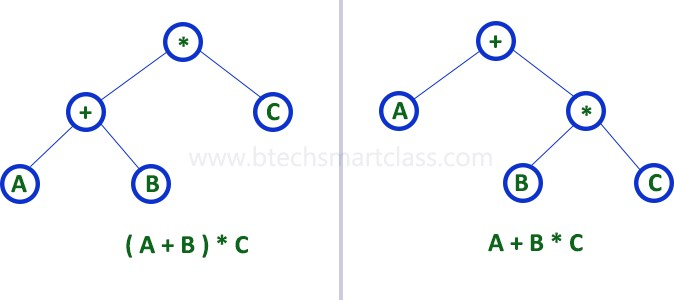 *
+
C
A
B
( A + B ) * C
+
A
*
B
C
A + B * C
www.btechsmartclass.com